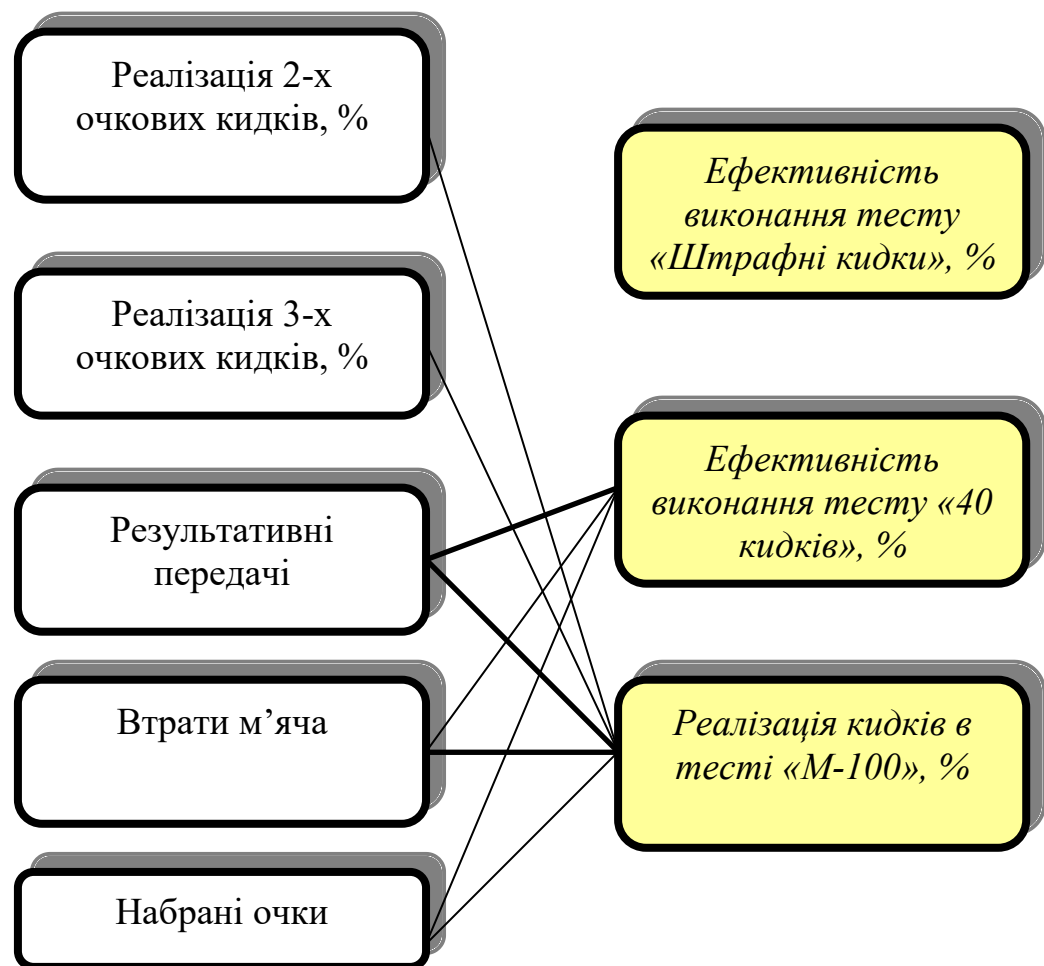 Реалізація 2-х
очкових кидків, %
Реалізація 3-х
очкових кидків, %
Результативні
передачі
Втрати м’яча
Набрані очки
Ефективність
виконання тесту
«Штрафні кидки», %
Ефективність
виконання тесту «40
кидків», %
Реалізація кидків в
тесті «М-100», %